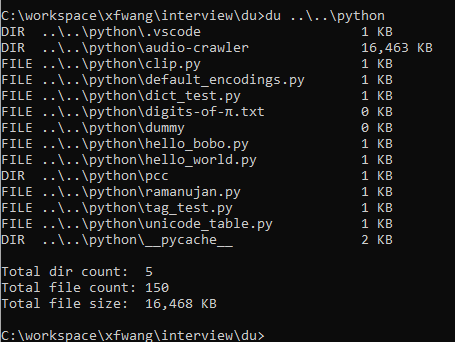 C:\workspace\xfwang\interview\du>du ..\..\python
DIR  ..\..\python\.vscode                  1 KB
DIR  ..\..\python\audio-crawler       16,463 KB
FILE ..\..\python\clip.py                  1 KB
FILE ..\..\python\default_encodings.py     1 KB
FILE ..\..\python\dict_test.py             1 KB
FILE ..\..\python\digits-of-π.txt          0 KB
FILE ..\..\python\dummy                    0 KB
FILE ..\..\python\hello_bobo.py            1 KB
FILE ..\..\python\hello_world.py           1 KB
DIR  ..\..\python\pcc                      1 KB
FILE ..\..\python\ramanujan.py             1 KB
FILE ..\..\python\tag_test.py              1 KB
FILE ..\..\python\unicode_table.py         1 KB
DIR  ..\..\python\__pycache__              2 KB
Total dir count:  5
Total file count: 150
Total file size:  16,468 KB
C:\workspace\xfwang\interview\du>